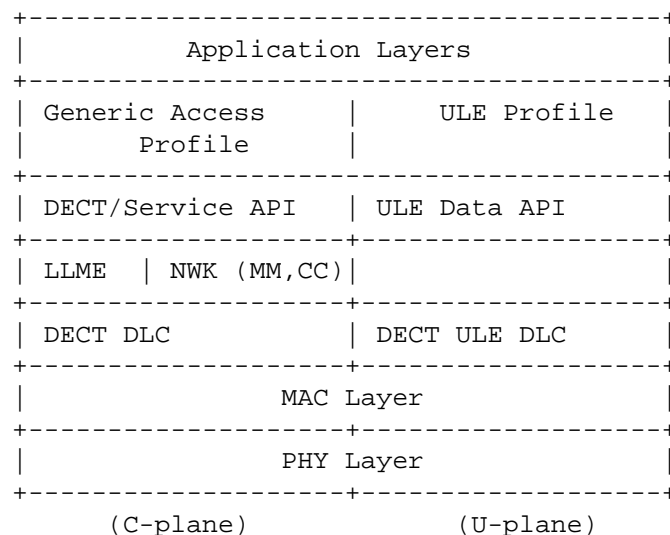 +----------------------------------------+
|          Application Layers            |
+----------------------------------------+
| Generic Access     |     ULE Profile   |
|       Profile      |                   |
+----------------------------------------+
| DECT/Service API   | ULE Data API      |
+--------------------+-------------------+
| LLME  | NWK (MM,CC)|                   |
+--------------------+-------------------+
| DECT DLC           | DECT ULE DLC      |
+--------------------+-------------------+
|               MAC Layer                |
+--------------------+-------------------+
|               PHY Layer                |
+--------------------+-------------------+
     (C-plane)             (U-plane)